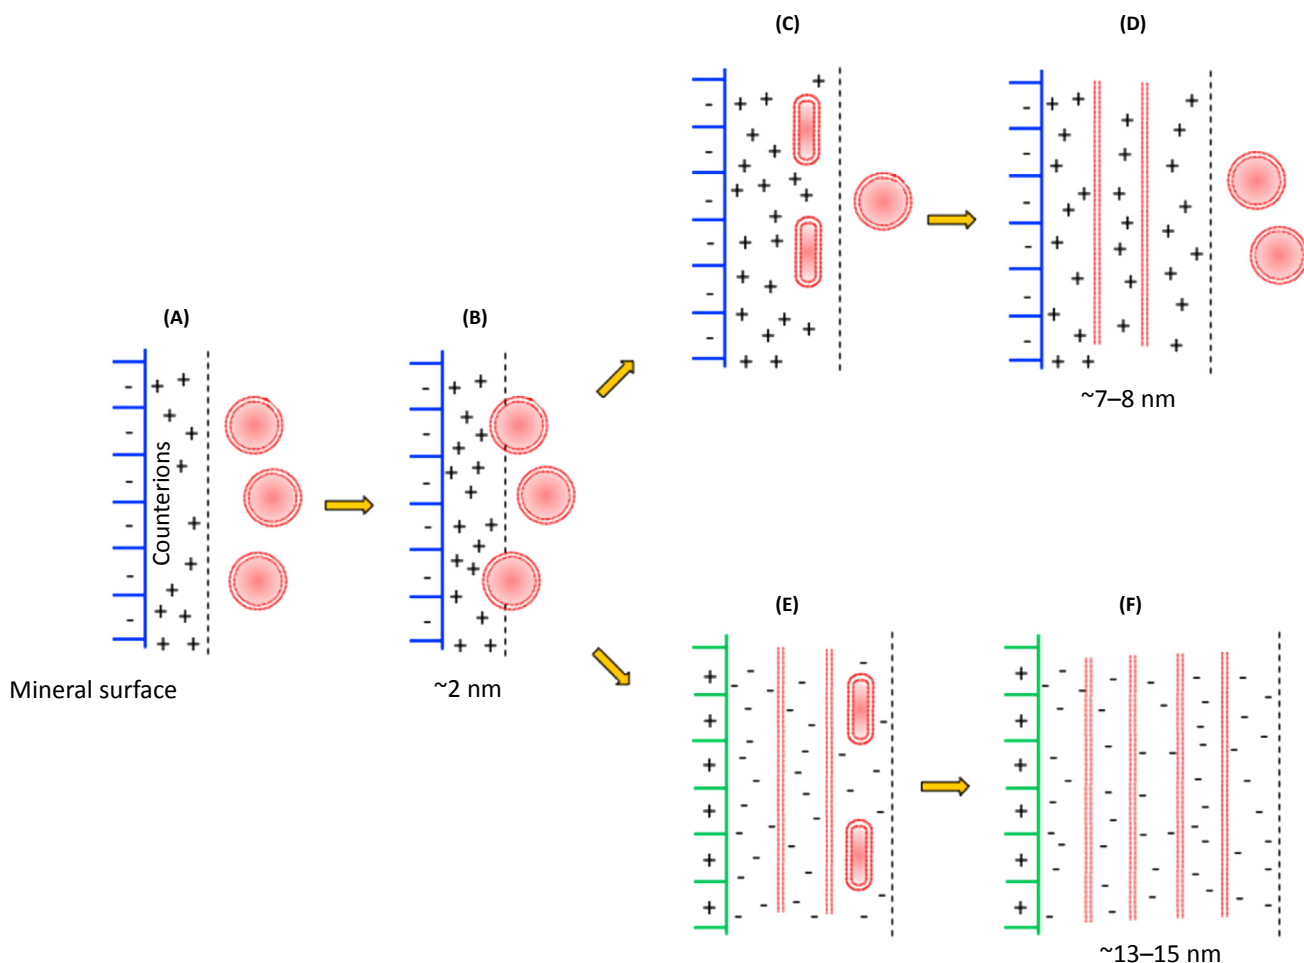 (C)
(D)
(A)
(B)
Counterions
~7–8 nm
Mineral surface
~2 nm
(E)
(F)
~13–15 nm